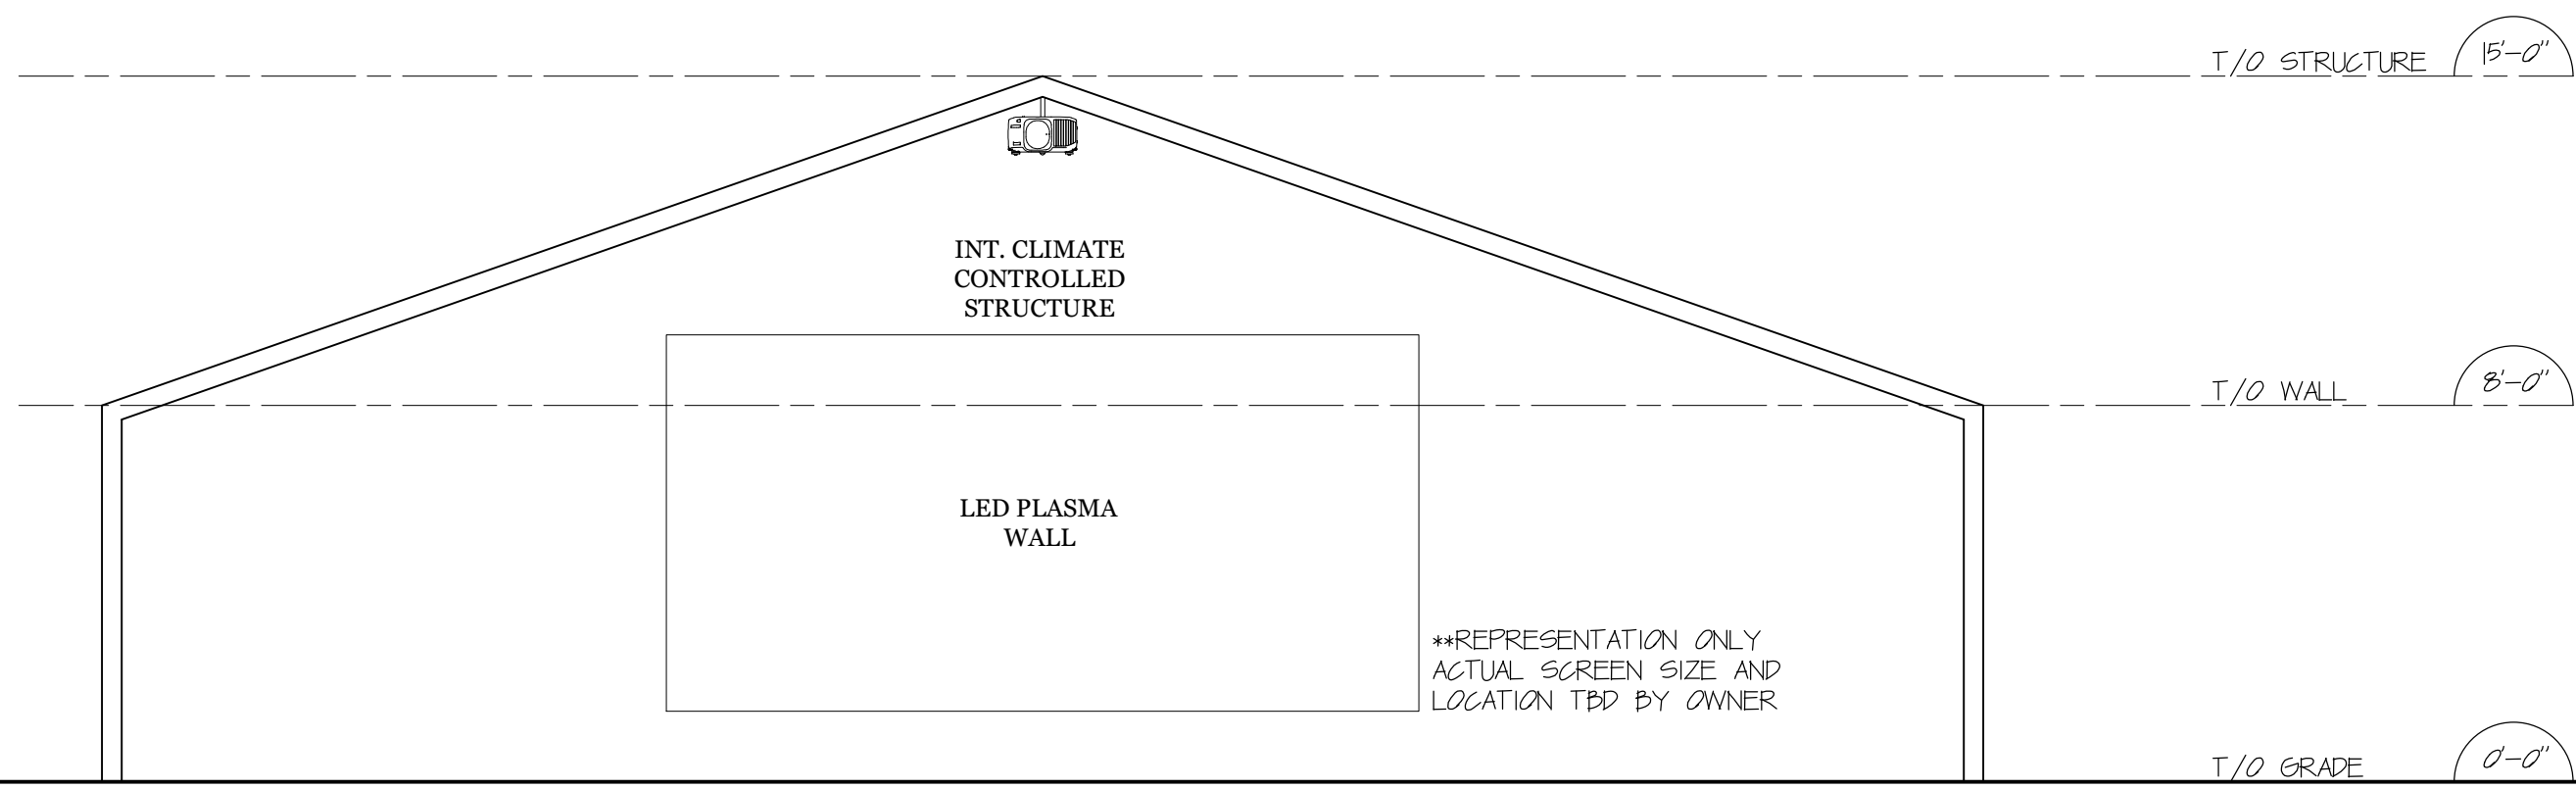 T/O STRUCTURE 15'-0"
INT. CLIMATE
CONTROLLED
STRUCTURE
T/O WALL 8'-0"
LED PLASMA
WALL
**REPRESENTATION ONLY
ACTUAL SCREEN SIZE AND
LOCATION TBD BY OWNER
T/O GRADE 0'-0"